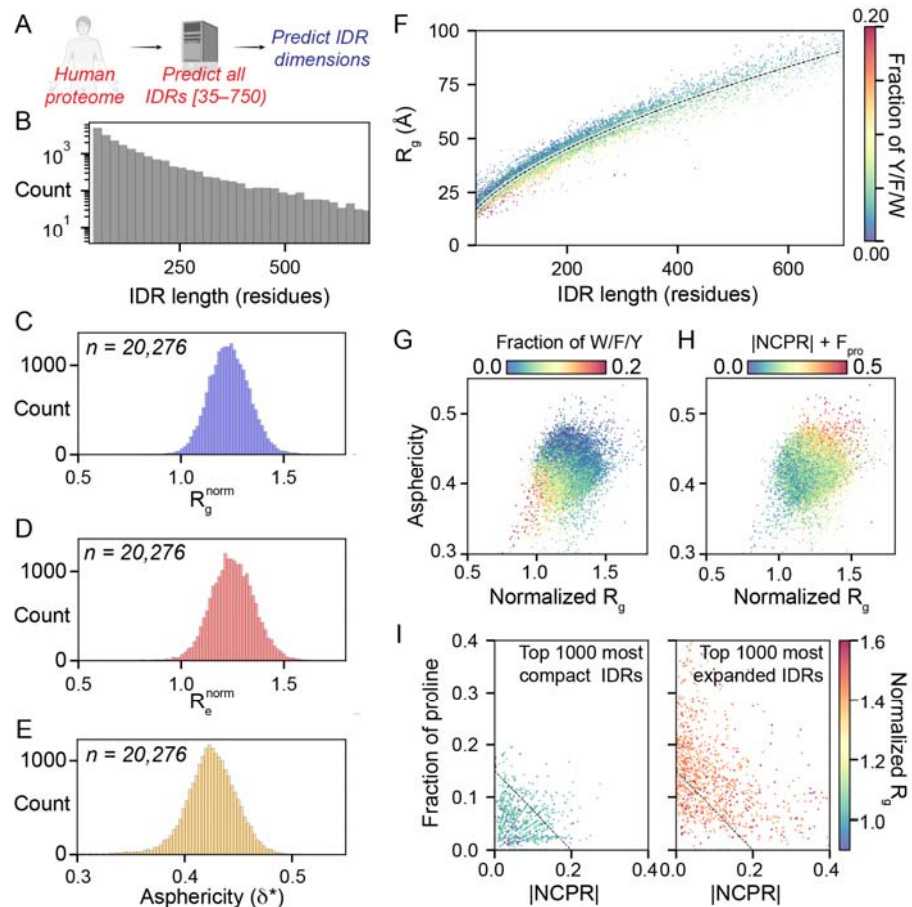 A
Human
proteome
Predict all
IDRs [35–750)
Predict IDR
dimensions
B
Count
10³
10¹
250
500
IDR length (residues)
C
n = 20,276
1000
Count
0
0.5
1.0
1.5
R_g^norm
D
n = 20,276
1000
Count
0
0.5
1.0
1.5
R_e^norm
E
n = 20,276
1000
Count
0
0.3
0.4
0.5
Asphericity (δ*)
F
100
75
50
25
0
R_g (Å)
200
400
600
IDR length (residues)
0.20
Fraction of Y/F/W
0.00
G
Fraction of W/F/Y
0.0
0.2
0.5
0.4
0.3
Asphericity
0.5
1.0
1.5
Normalized R_g
H
|NCPR| + F_pro
0.0
0.5
0.5
0.4
0.3
0.5
1.0
1.5
Normalized R_g
I
0.4
0.3
0.2
0.1
0.0
Fraction of proline
Top 1000 most
compact IDRs
0.0
0.2
0.4
|NCPR|
Top 1000 most
expanded IDRs
0.0
0.2
0.4
|NCPR|
1.6
1.4
1.2
1.0
Normalized R_g